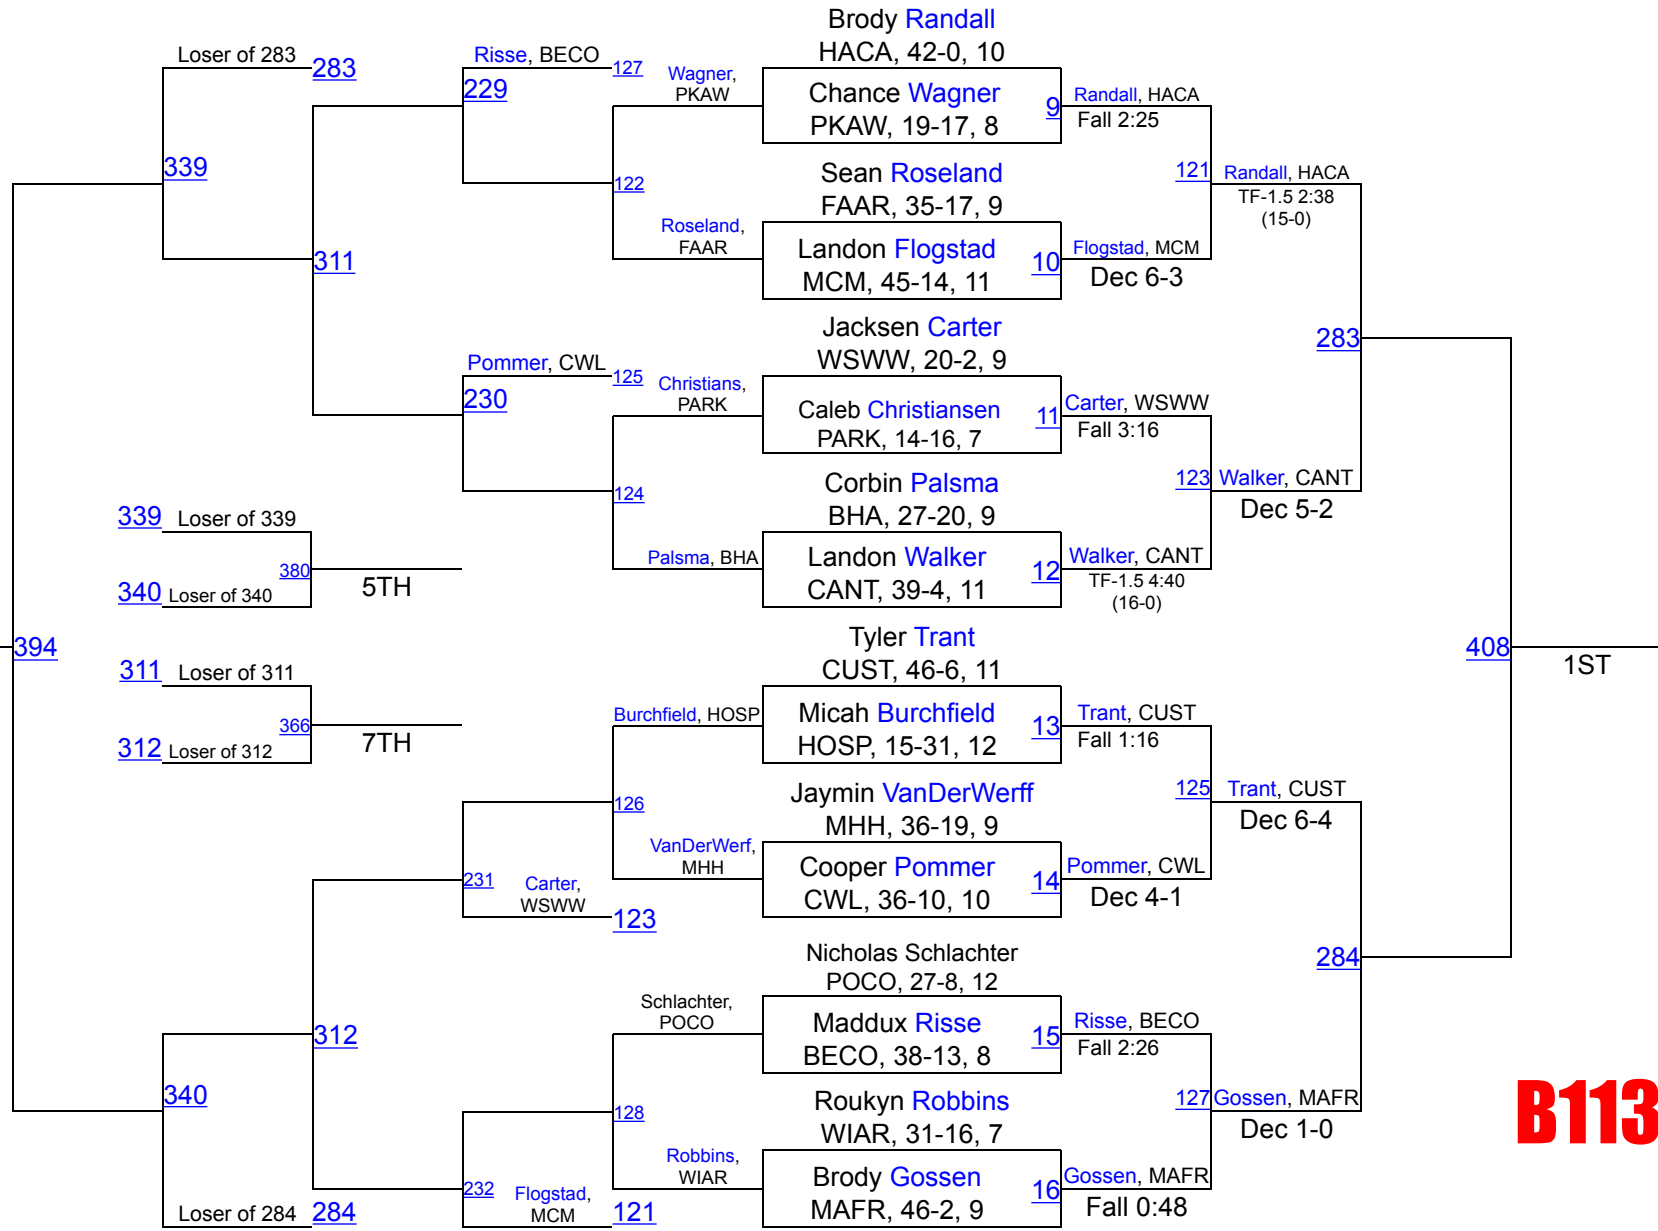 Brody Randall
HACA, 42-0, 10
Loser of 283
283
Risse, BECO
127
229
Wagner,
PKAW
Chance Wagner
PKAW, 19-17, 8
9
Randall, HACA
Fall 2:25
339
122
Sean Roseland
FAAR, 35-17, 9
121
Randall, HACA
TF-1.5 2:38
(15-0)
Roseland,
FAAR
311
Landon Flogstad
MCM, 45-14, 11
10
Flogstad, MCM
Dec 6-3
Jacksen Carter
WSWW, 20-2, 9
283
Pommer, CWL
125
230
Christians,
PARK
Caleb Christiansen
PARK, 14-16, 7
11
Carter, WSWW
Fall 3:16
124
Corbin Palsma
BHA, 27-20, 9
123
Walker, CANT
Dec 5-2
339
Loser of 339
380
5TH
340
Loser of 340
Palsma, BHA
Landon Walker
CANT, 39-4, 11
12
Walker, CANT
TF-1.5 4:40
(16-0)
394
Tyler Trant
CUST, 46-6, 11
408
1ST
311
Loser of 311
366
7TH
312
Loser of 312
Burchfield, HOSP
Micah Burchfield
HOSP, 15-31, 12
13
Trant, CUST
Fall 1:16
126
Jaymin VanDerWerff
MHH, 36-19, 9
125
Trant, CUST
Dec 6-4
VanDerWerf,
MHH
Cooper Pommer
CWL, 36-10, 10
14
Pommer, CWL
Dec 4-1
231
Carter,
WSWW
123
Nicholas Schlachter
POCO, 27-8, 12
284
Schlachter,
POCO
312
Maddux Risse
BECO, 38-13, 8
15
Risse, BECO
Fall 2:26
340
128
Roukyn Robbins
WIAR, 31-16, 7
127
Gossen, MAFR
Dec 1-0
B113
Robbins,
WIAR
Brody Gossen
MAFR, 46-2, 9
16
Gossen, MAFR
Fall 0:48
232
Flogstad,
MCM
121
Loser of 284
284